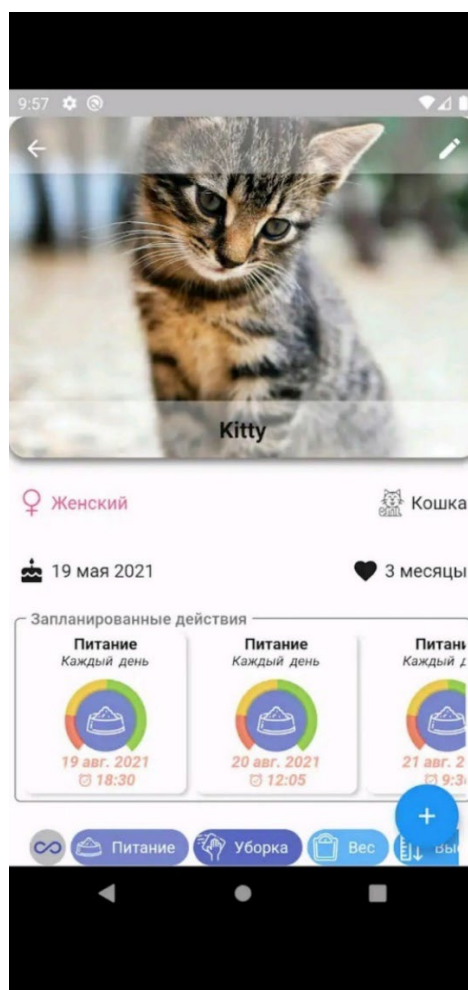 9:57
Kitty
Женский
Кошка
19 мая 2021
3 месяцы
Запланированные действия
Питание Питание
Каждый день Каждый день Каждый
19 авг. 2021 20 авг. 2021 21 авг.
18:30 12:05
Питание Уборка Вес